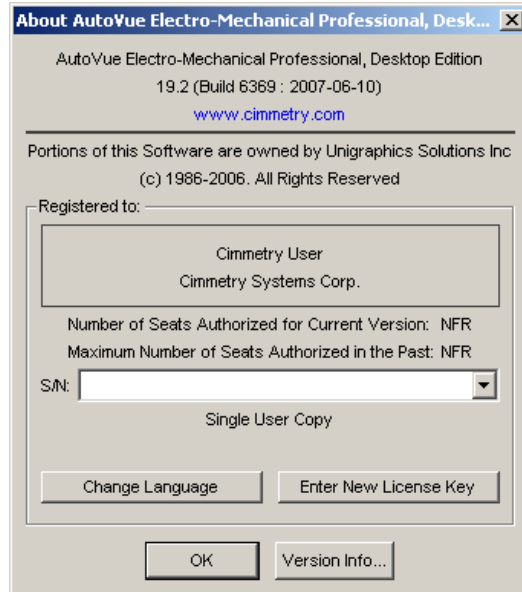 About AutoVue Electro-Mechanical Professional, Desk...
AutoVue Electro-Mechanical Professional, Desktop Edition
19.2 (Build 6369 : 2007-06-10)
www.cimmetry.com
Portions of this Software are owned by Unigraphics Solutions Inc
(c) 1986-2006. All Rights Reserved
Registered to:
Cimmetry User
Cimmetry Systems Corp.
Number of Seats Authorized for Current Version: NFR
Maximum Number of Seats Authorized in the Past: NFR
S/N:
Single User Copy
Change Language Enter New License Key
OK Version Info...